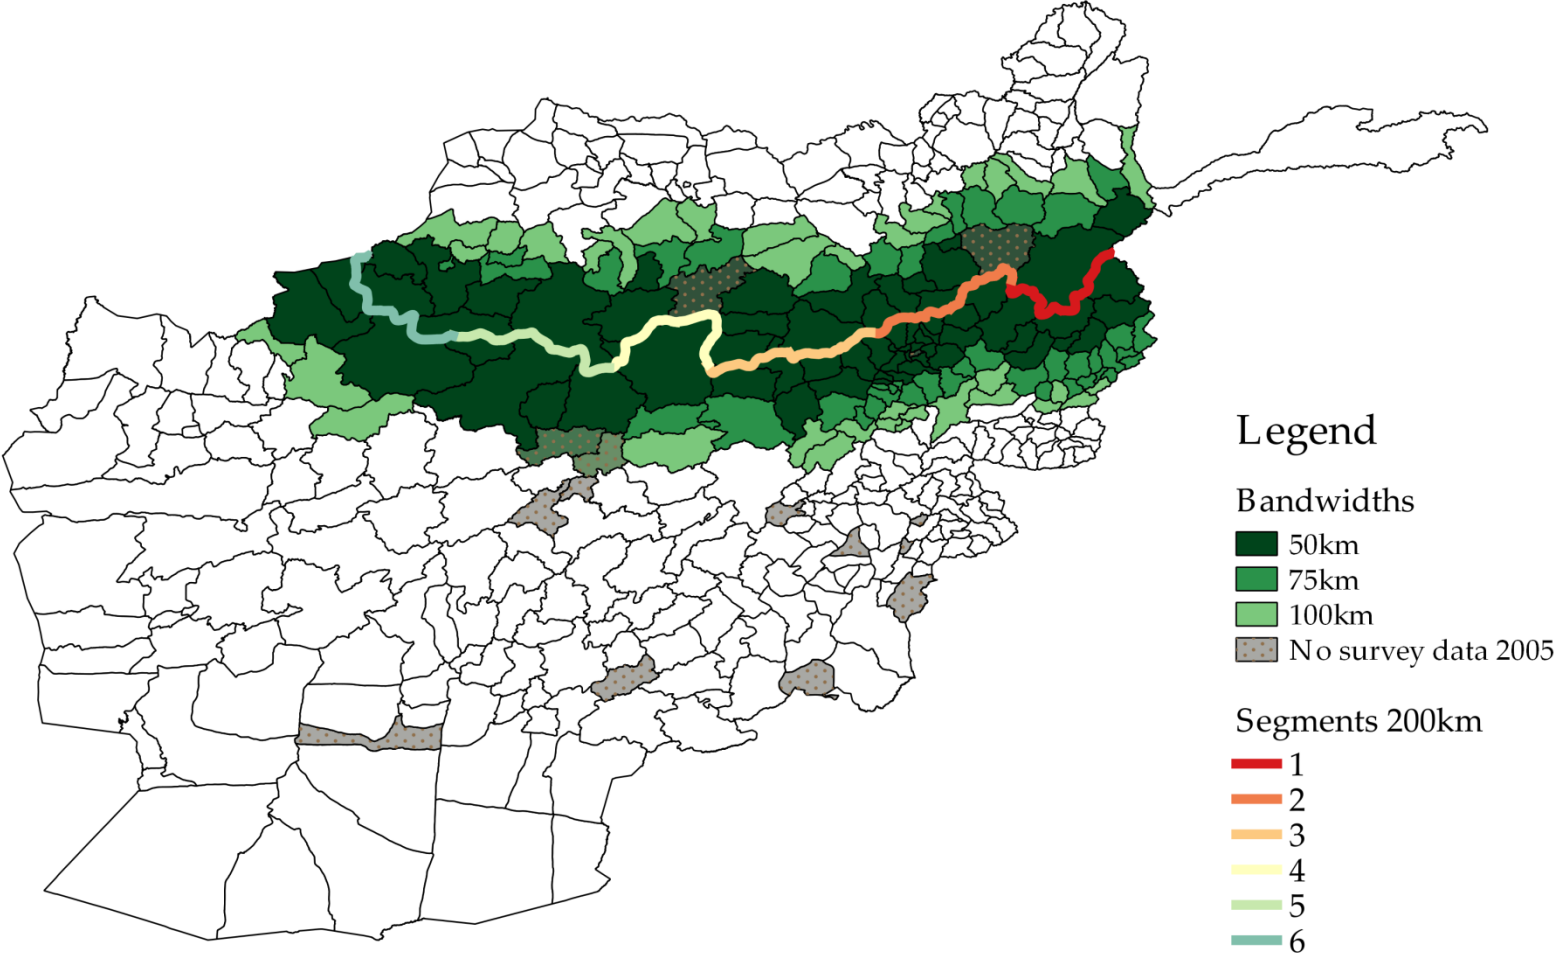 Legend
Bandwidths
50km
75km
100km
No survey data 2005
Segments 200km
1
2
3
4
5
6